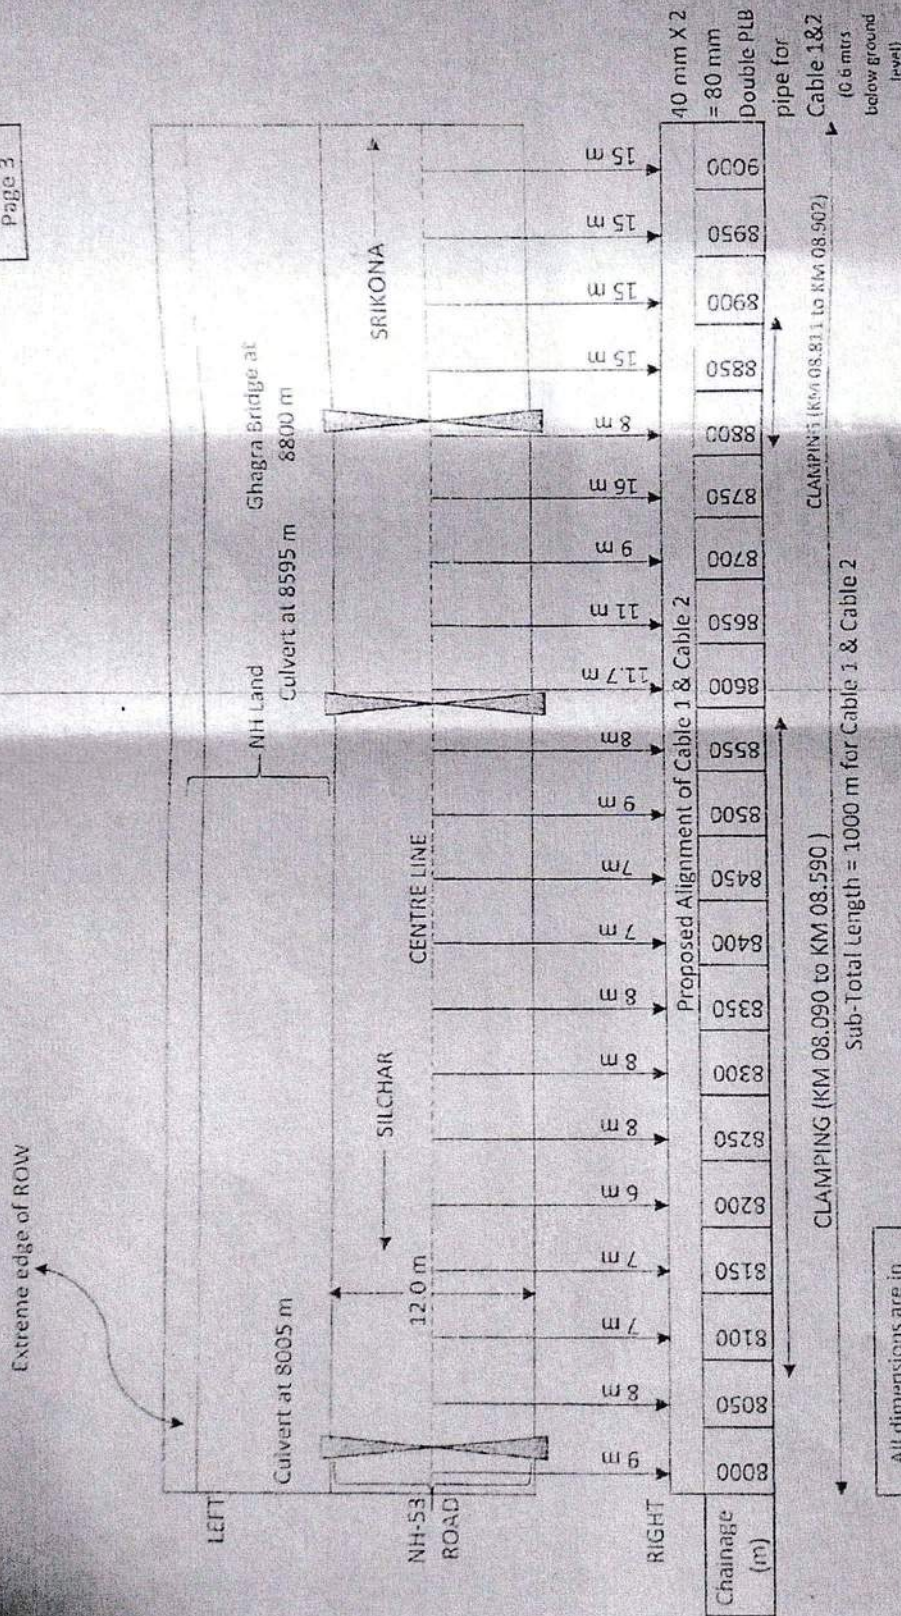 Page 3
Extreme edge of ROW
LEFT
NH Land
Culvert at 8005 m
Culvert at 8595 m
Ghagra Bridge at
8800 m
SILCHAR
SRIKONA
NH-53
ROAD
CENTRE LINE
12.0 m
9 m
8 m
7 m
7 m
6 m
8 m
8 m
8 m
7 m
7m
9 m
8m
11.7 m
11 m
9 m
16 m
8 m
15 m
15 m
15 m
15 m
RIGHT
Proposed Alignment of Cable 1 & Cable 2
40 mm X 2
= 80 mm
Double PLB
pipe for
Cable 1&2
(0.6 mtrs
below ground
level)
Chainage
(m)
8000
8050
8100
8150
8200
8250
8300
8350
8400
8450
8500
8550
8600
8650
8700
8750
8800
8850
8900
8950
9000
CLAMPING (KM 08.090 to KM 08.590 )
CLAMPING (KM 08.811 to KM 08.902)
Sub-Total Length = 1000 m for Cable 1 & Cable 2
All dimensions are in